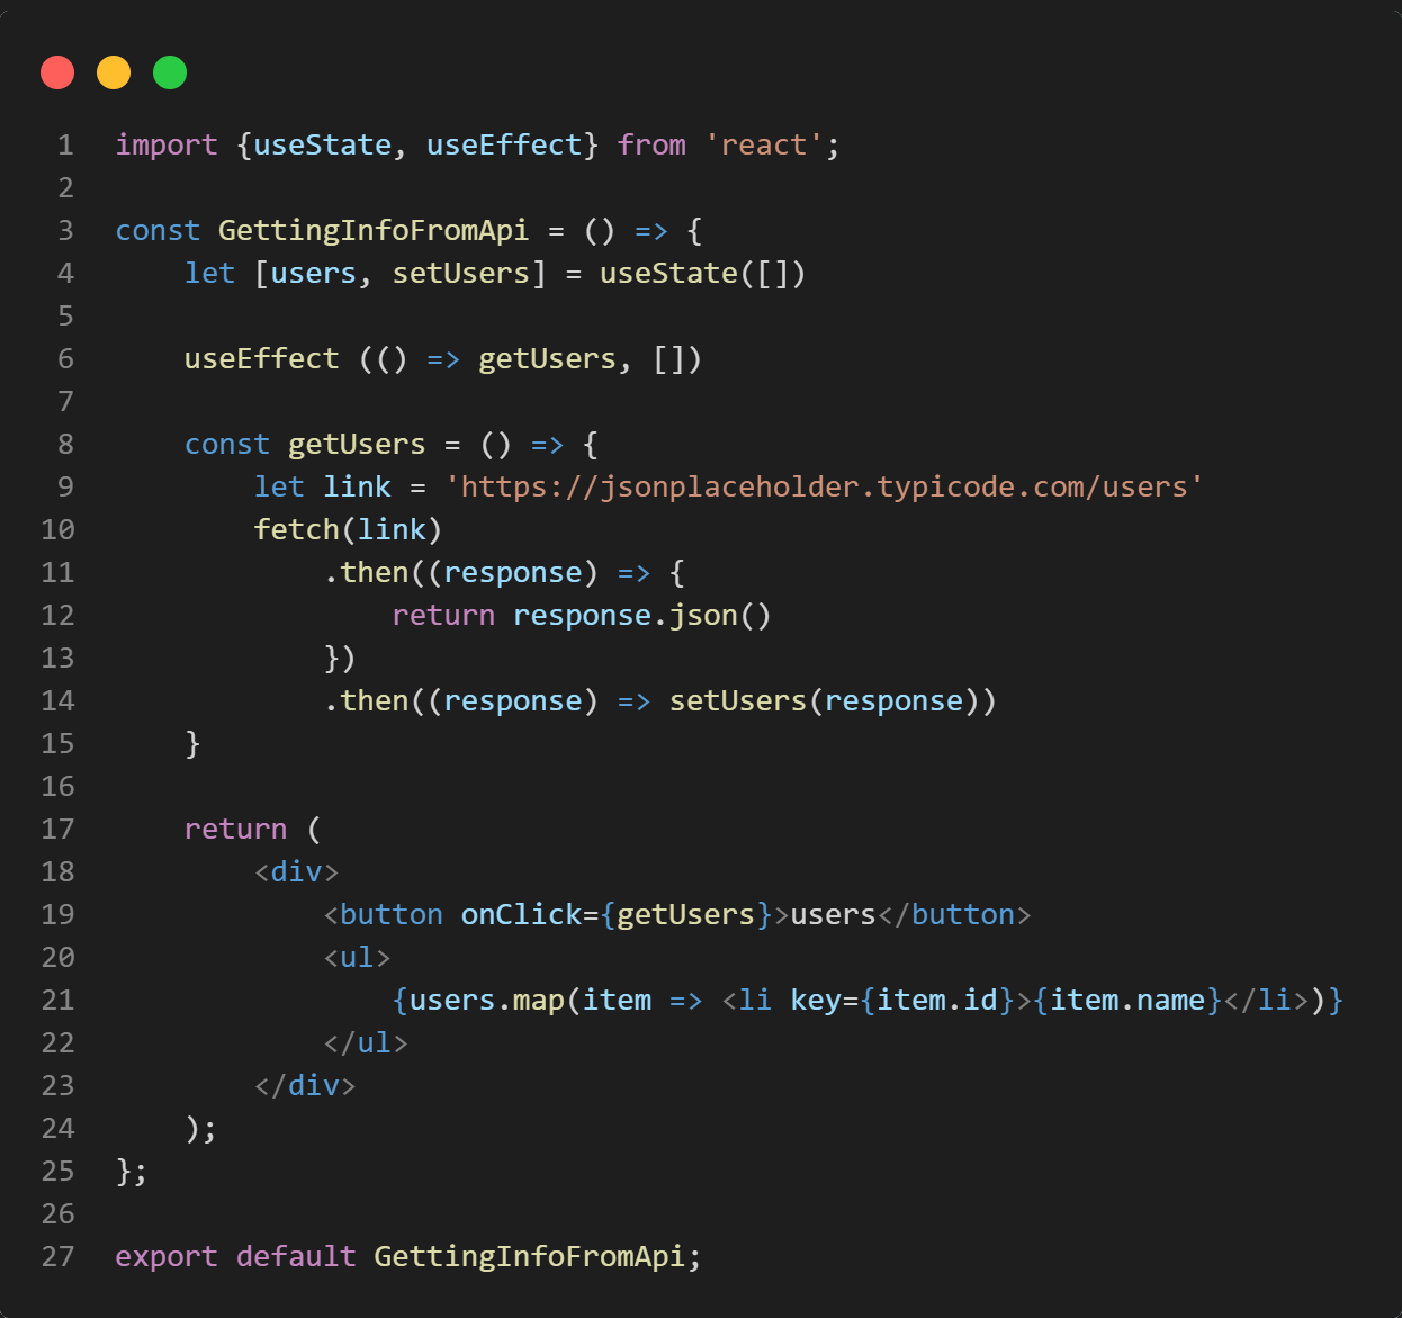 1 import {useState, useEffect} from 'react';
2
3 const GettingInfoFromApi = () => {
4     let [users, setUsers] = useState([])
5
6     useEffect (() => getUsers, [])
7
8     const getUsers = () => {
9         let link = 'https://jsonplaceholder.typicode.com/users'
10         fetch(link)
11             .then((response) => {
12                 return response.json()
13             })
14             .then((response) => setUsers(response))
15     }
16
17     return (
18         <div>
19             <button onClick={getUsers}>users</button>
20             <ul>
21                 {users.map(item => <li key={item.id}>{item.name}</li>)}
22             </ul>
23         </div>
24     );
25 };
26
27 export default GettingInfoFromApi;